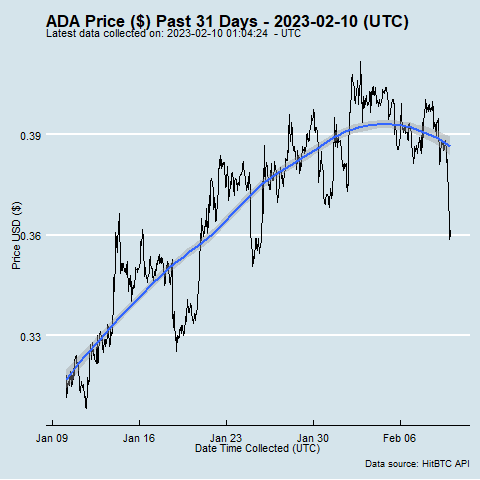 ADA Price ($) Past 31 Days - 2023-02-10 (UTC)
Latest data collected on: 2023-02-10 01:04:24 - UTC
Price USD ($)
0.39
0.36
0.33
Jan 09 Jan 16 Jan 23 Jan 30 Feb 06
Date Time Collected (UTC)
Data source: HitBTC API